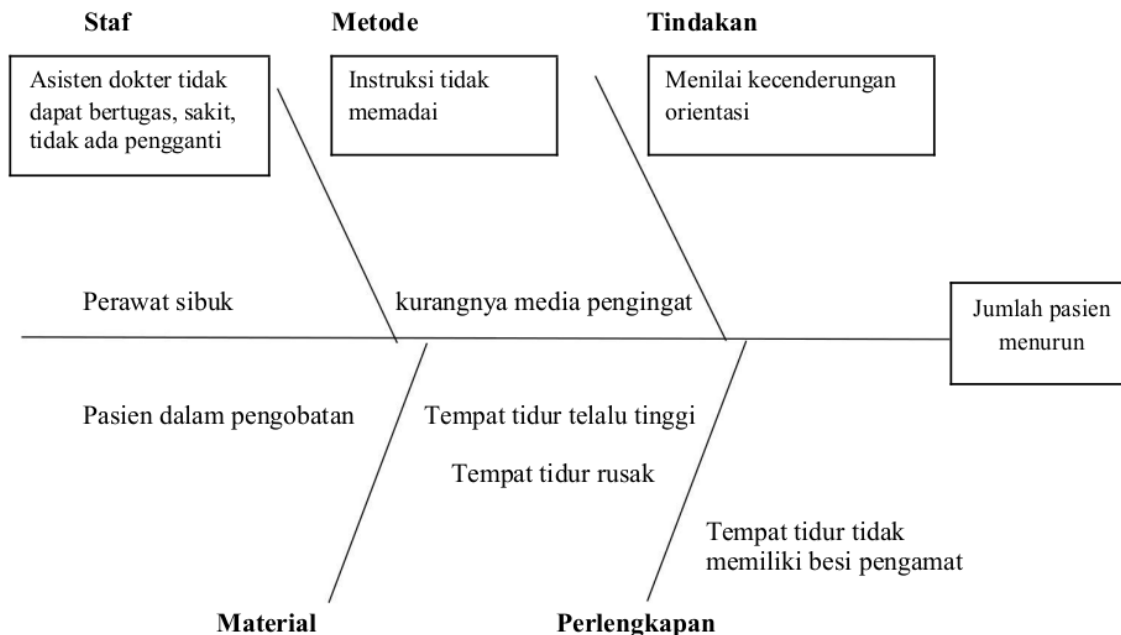 Staf
Metode
Tindakan
Asisten dokter tidak
dapat bertugas, sakit,
tidak ada pengganti
Instruksi tidak
memadai
Menilai kecenderungan
orientasi
Perawat sibuk
kurangnya media pengingat
Jumlah pasien
menurun
Pasien dalam pengobatan
Tempat tidur telalu tinggi
Tempat tidur rusak
Tempat tidur tidak
memiliki besi pengamat
Material
Perlengkapan